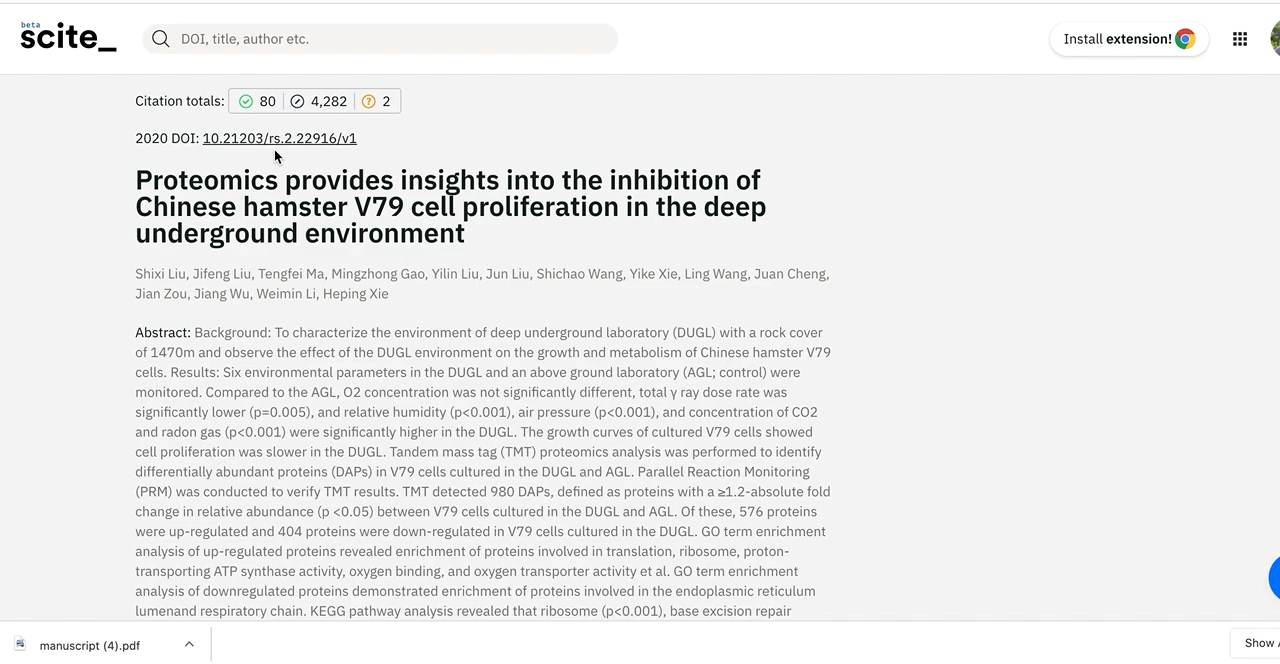 beta
scite_
DOI, title, author etc.
Install extension!
Citation totals: 80 4,282 2
2020 DOI: 10.21203/rs.2.22916/v1
Proteomics provides insights into the inhibition of
Chinese hamster V79 cell proliferation in the deep
underground environment
Shixi Liu, Jifeng Liu, Tengfei Ma, Mingzhong Gao, Yilin Liu, Jun Liu, Shichao Wang, Yike Xie, Ling Wang, Juan Cheng,
Jian Zou, Jiang Wu, Weimin Li, Heping Xie
Abstract: Background: To characterize the environment of deep underground laboratory (DUGL) with a rock cover
of 1470m and observe the effect of the DUGL environment on the growth and metabolism of Chinese hamster V79
cells. Results: Six environmental parameters in the DUGL and an above ground laboratory (AGL; control) were
monitored. Compared to the AGL, O2 concentration was not significantly different, total γ ray dose rate was
significantly lower (p=0.005), and relative humidity (p<0.001), air pressure (p<0.001), and concentration of CO2
and radon gas (p<0.001) were significantly higher in the DUGL. The growth curves of cultured V79 cells showed
cell proliferation was slower in the DUGL. Tandem mass tag (TMT) proteomics analysis was performed to identify
differentially abundant proteins (DAPs) in V79 cells cultured in the DUGL and AGL. Parallel Reaction Monitoring
(PRM) was conducted to verify TMT results. TMT detected 980 DAPs, defined as proteins with a ≥1.2-absolute fold
change in relative abundance (p <0.05) between V79 cells cultured in the DUGL and AGL. Of these, 576 proteins
were up-regulated and 404 proteins were down-regulated in V79 cells cultured in the DUGL. GO term enrichment
analysis of up-regulated proteins revealed enrichment of proteins involved in translation, ribosome, proton-
transporting ATP synthase activity, oxygen binding, and oxygen transporter activity et al. GO term enrichment
analysis of downregulated proteins demonstrated enrichment of proteins involved in the endoplasmic reticulum
lumenand respiratory chain. KEGG pathway analysis revealed that ribosome (p<0.001), base excision repair
manuscript (4).pdf
Show